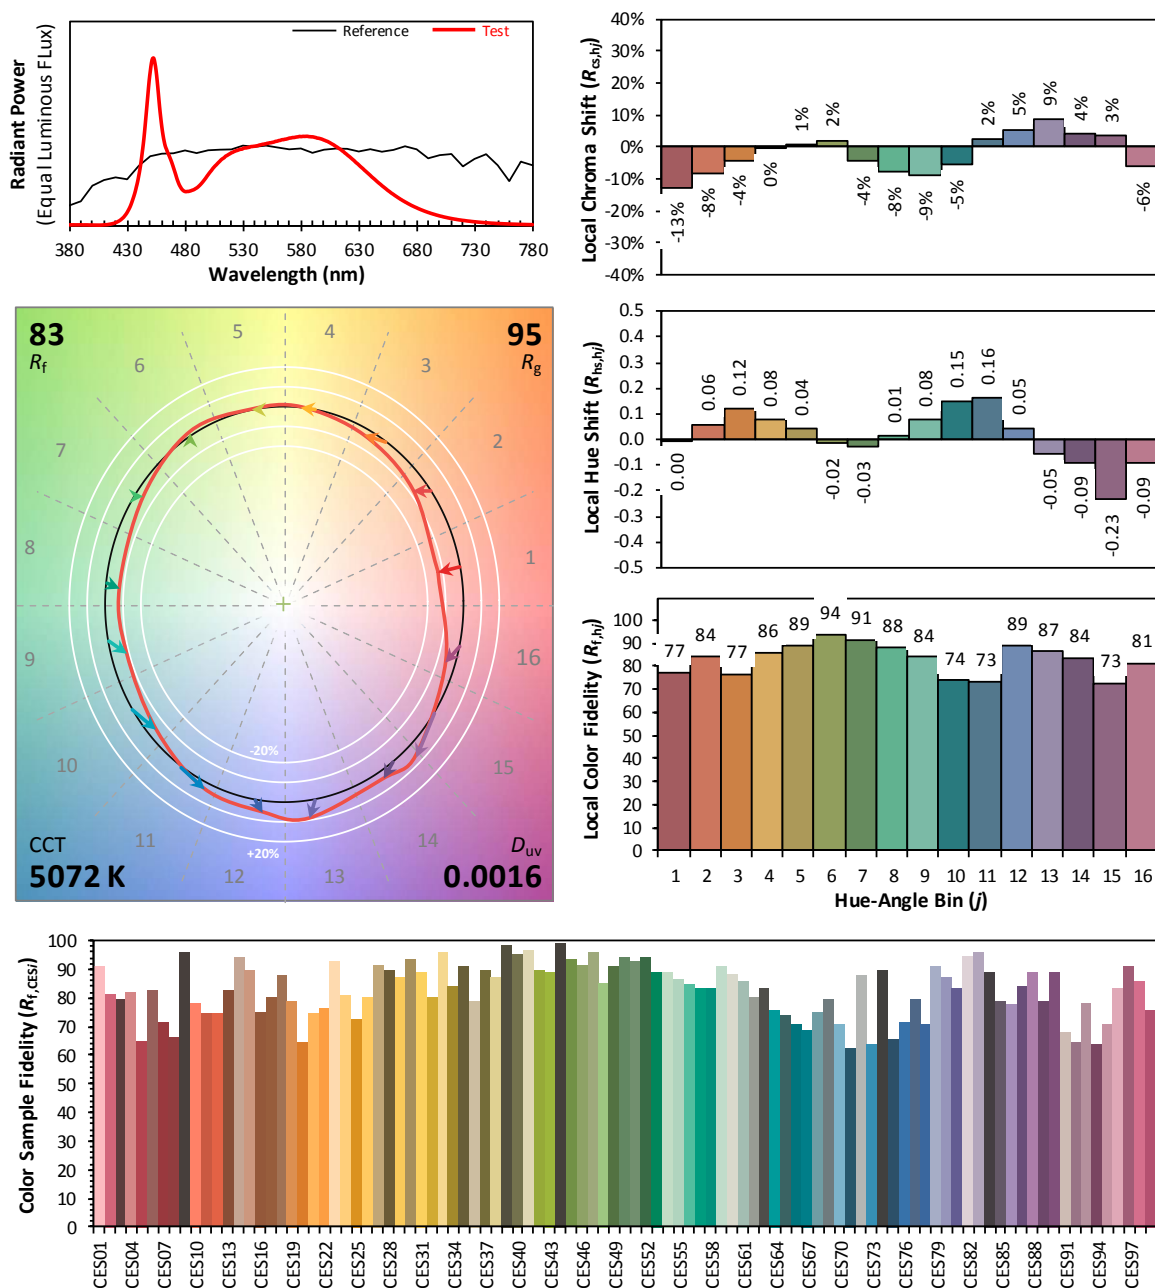 Radiant Power
(Equal Luminous FLux)
Reference
Test
380 430 480 530 580 630 680 730 780
Wavelength (nm)
Local Chroma Shift (Rcs,hj)
40%
30%
20%
10%
0%
-10%
-20%
-30%
-40%
-13% -8% -4% 0% 1% 2% -4% -8% -9% -5% 2% 5% 9% 4% 3% -6%
83
Rf
95
Rg
5 4
6 3
7 2
8 1
9 16
10 15
11 14
12 13
-20%
+20%
CCT
5072 K
Duv
0.0016
Local Hue Shift (Rhs,hj)
0.5
0.4
0.3
0.2
0.1
0.0
-0.1
-0.2
-0.3
-0.4
-0.5
0.00 0.06 0.12 0.08 0.04 -0.02 -0.03 0.01 0.08 0.15 0.16 0.05 -0.05 -0.09 -0.23 -0.09
Local Color Fidelity (Rf,hj)
100
90
80
70
60
50
40
30
20
10
0
77 84 77 86 89 94 91 88 84 74 73 89 87 84 73 81
1 2 3 4 5 6 7 8 9 10 11 12 13 14 15 16
Hue-Angle Bin (j)
Color Sample Fidelity (Rf,CESi)
100
90
80
70
60
50
40
30
20
10
0
CES01 CES04 CES07 CES10 CES13 CES16 CES19 CES22 CES25 CES28 CES31 CES34 CES37 CES40 CES43 CES46 CES49 CES52 CES55 CES58 CES61 CES64 CES67 CES70 CES73 CES76 CES79 CES82 CES85 CES88 CES91 CES94 CES97